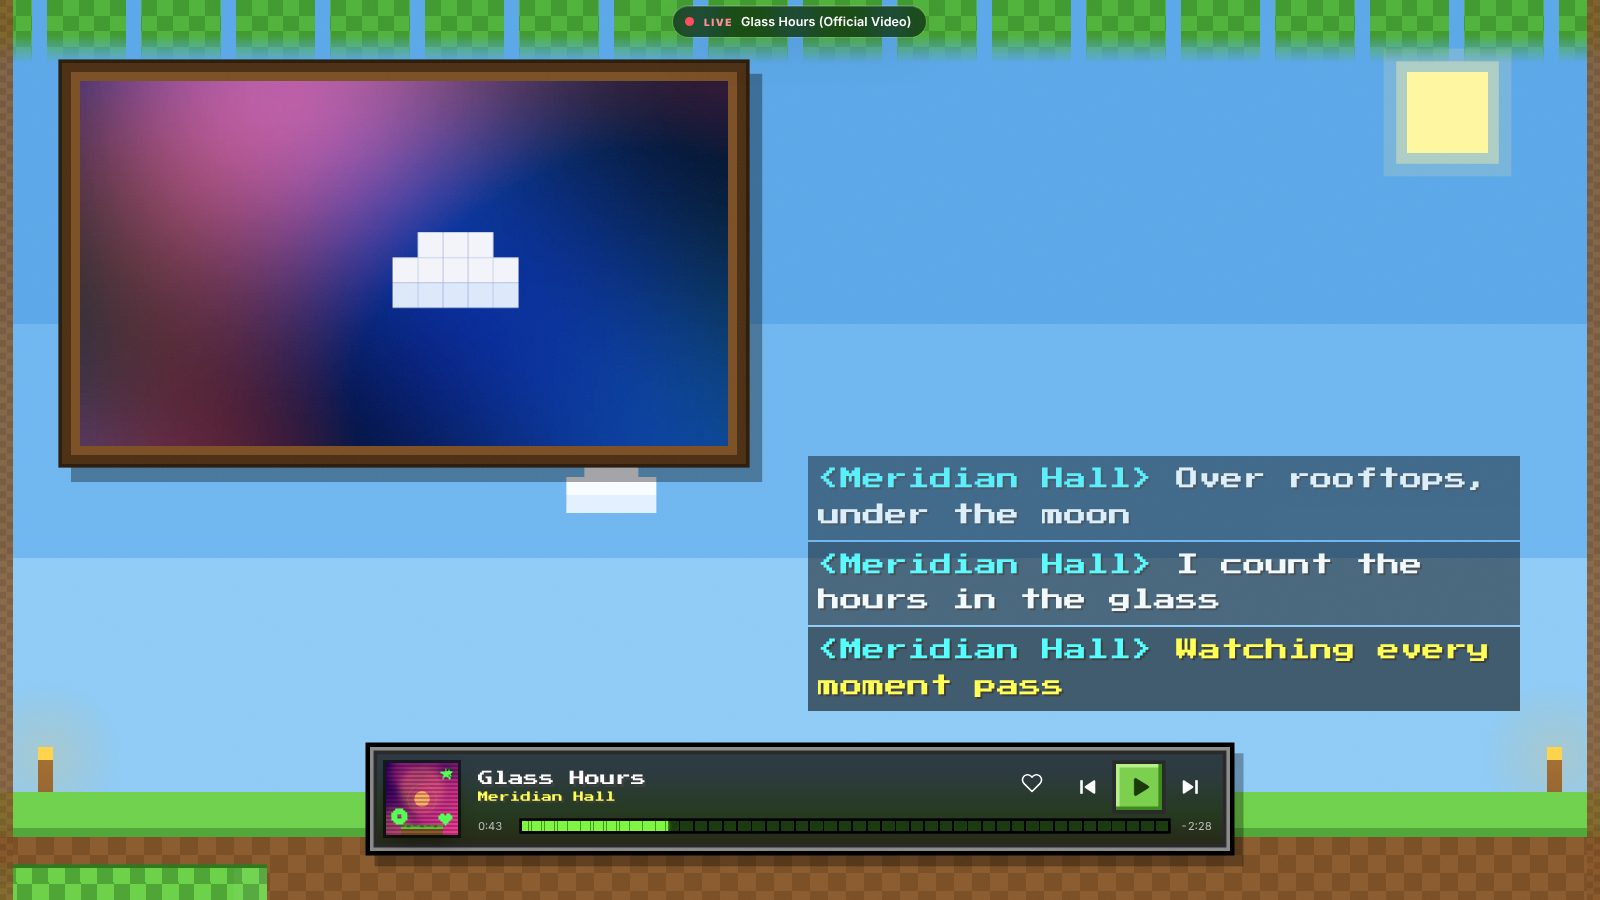 LIVE Glass Hours (Official Video)
<Meridian Hall> Over rooftops,
under the moon
<Meridian Hall> I count the
hours in the glass
<Meridian Hall> Watching every
moment pass
Glass Hours
Meridian Hall
0:43
-2:28